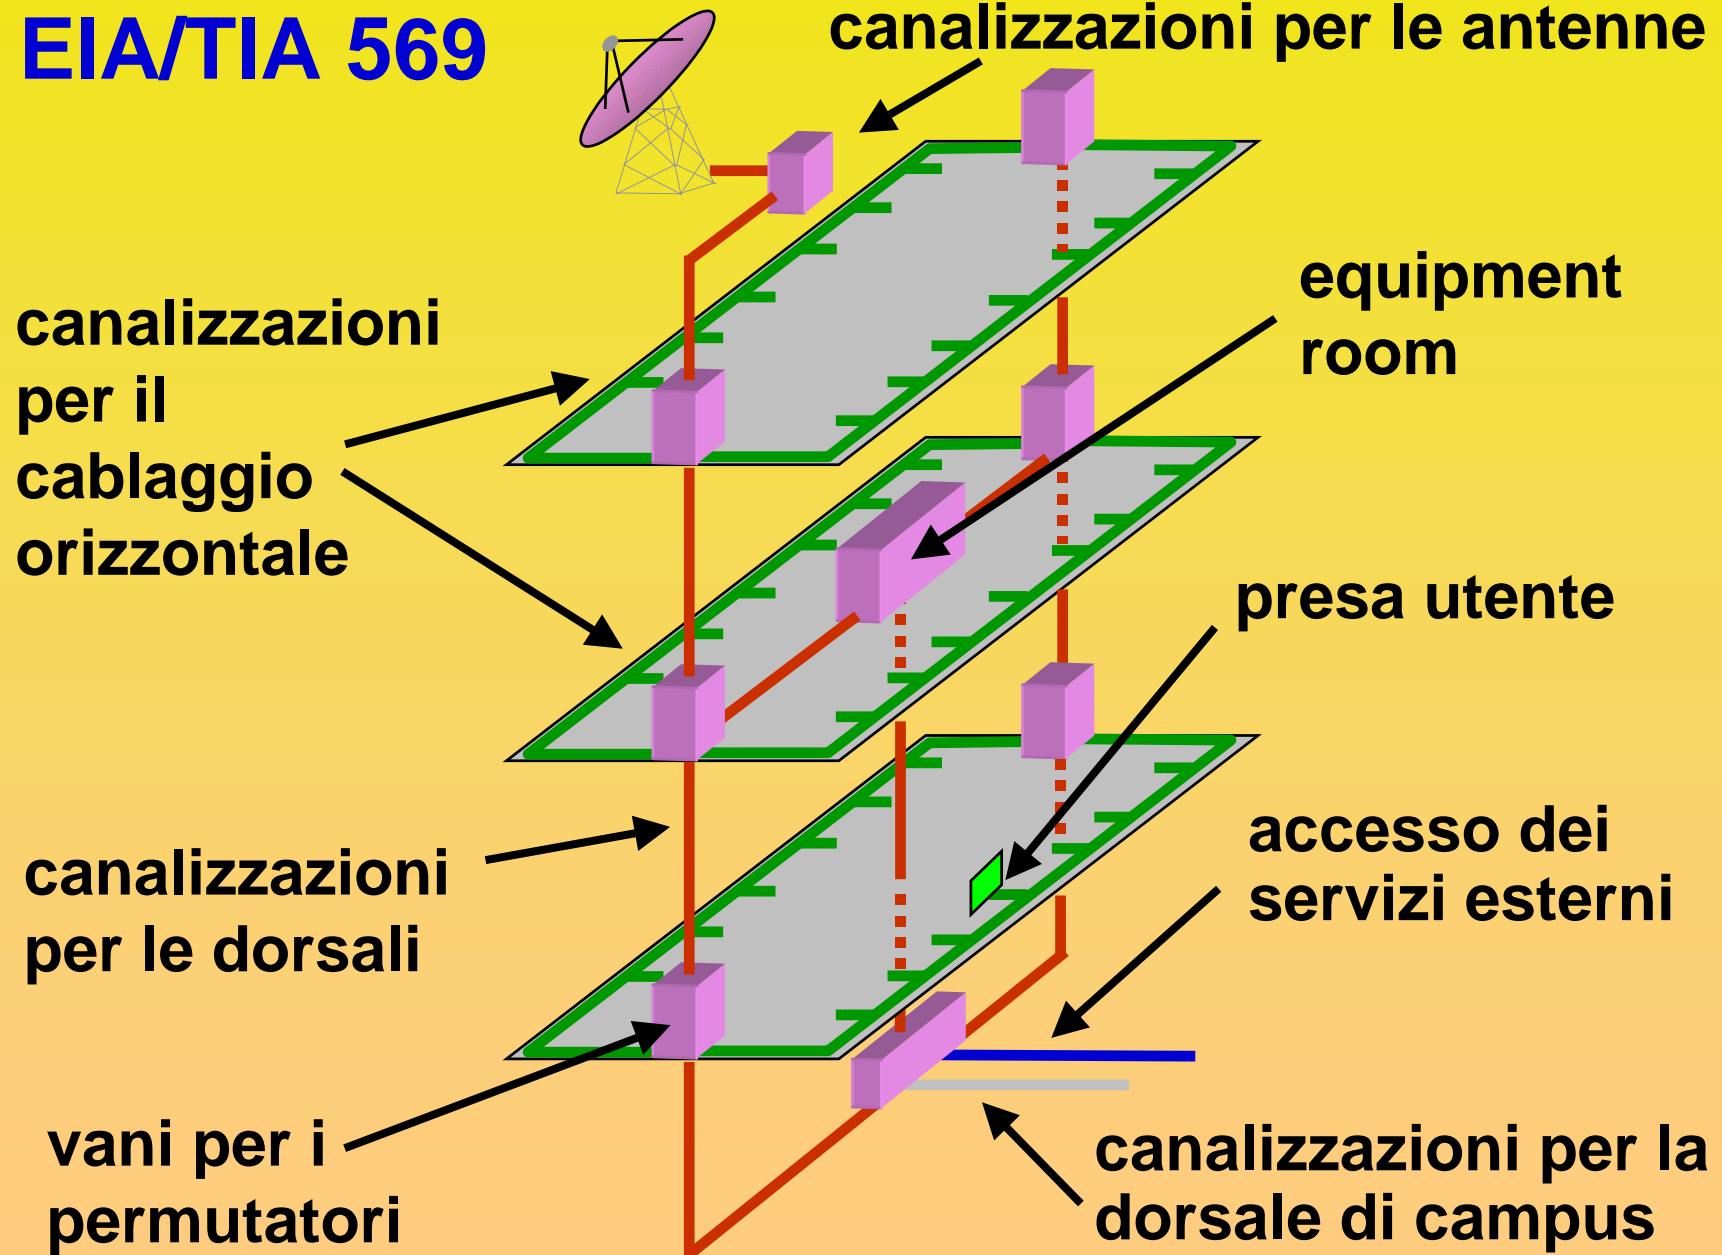 EIA/TIA 569
canalizzazioni per le antenne
equipment
room
canalizzazioni
per il
cablaggio
orizzontale
presa utente
accesso dei
servizi esterni
canalizzazioni
per le dorsali
vani per i
permutatori
canalizzazioni per la
dorsale di campus